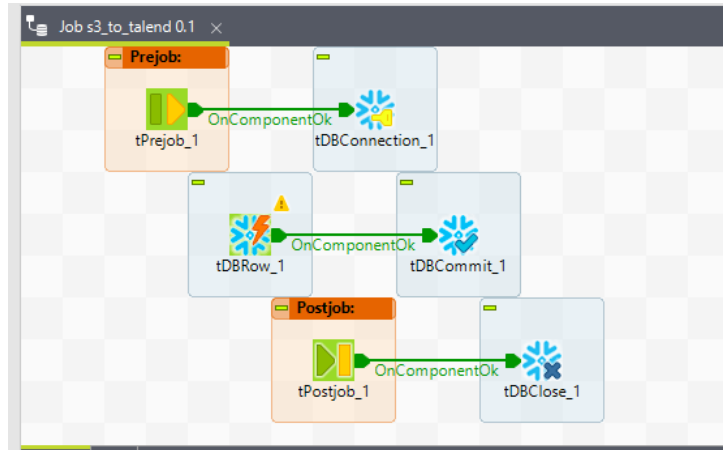 Job s3_to_talend 0.1
Prejob:
OnComponentOk
tPrejob_1
tDBConnection_1
OnComponentOk
tDBRow_1
tDBCommit_1
Postjob:
OnComponentOk
tPostjob_1
tDBClose_1